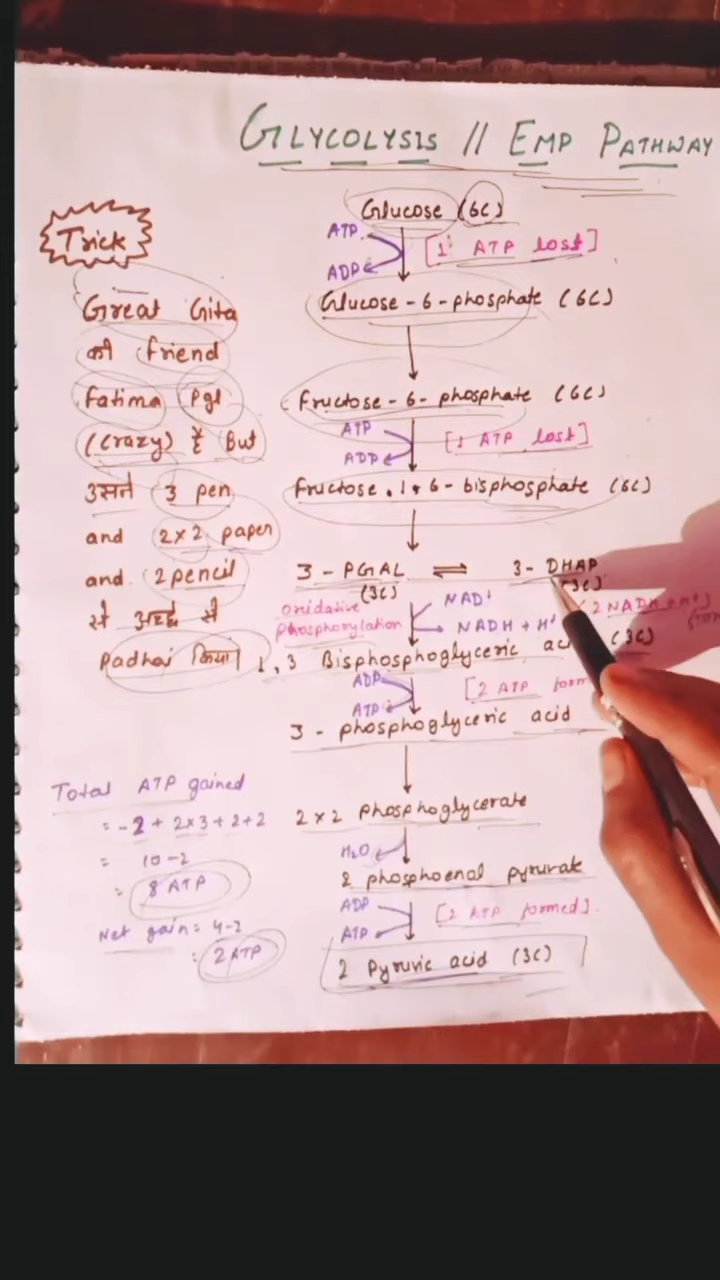 GLYCOLYSIS // EMP PATHWAY
Trick
Great Gita
की friend
Fatima Pgl
(Crazy) है But
उसने 3 pen
and 2x2 paper
and 2 pencil
से अच्छे से
Padhai किया
Glucose (6C)
ATP
ADP
[1 ATP lost]
Glucose - 6 - phosphate (6C)
fructose - 6 - phosphate (6C)
ATP
ADP
[1 ATP lost]
fructose . 1, 6 - bisphosphate (6C)
3 - PGAL ⇌ 3 - DHAP
(3C) (3C)
oxidative
phosphorylation
NAD+
NADH + H+
(2 NADH + H+)
1, 3 Bisphosphoglyceric (3C)
ADP
ATP
[2 ATP
3 - phosphoglyceric acid
2 x 2 phosphoglycerate
H2O
2 phosphoenol pyruvate
ADP
ATP
[2 ATP formed].
2 Pyruvic acid (3C)
Total ATP gained
= -2 + 2x3 + 2 + 2
= 10 - 2
= 8 ATP
Net gain = 4-2
= 2 ATP